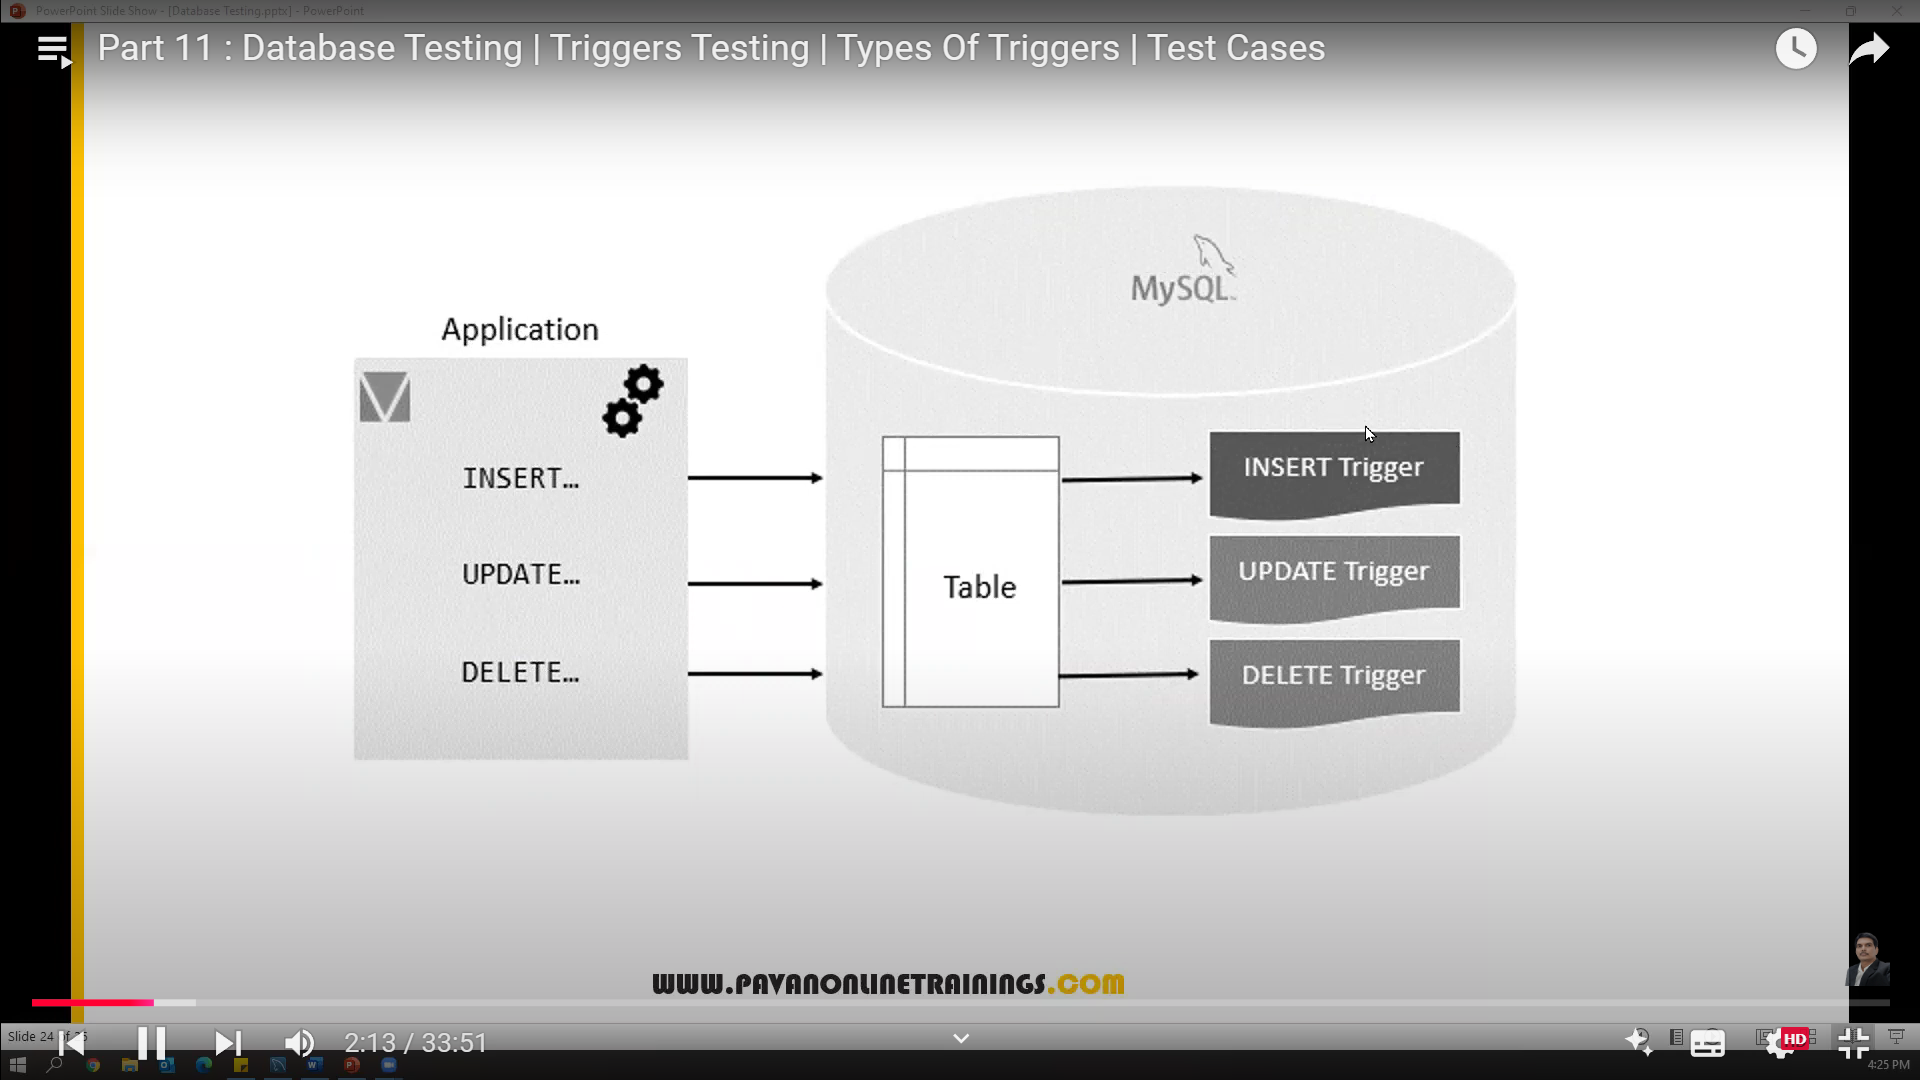 PowerPoint Slide Show - [Database Testing.pptx] - PowerPoint
Part 11 : Database Testing | Triggers Testing | Types Of Triggers | Test Cases
MySQL
Application
INSERT...
UPDATE...
DELETE...
Table
INSERT Trigger
UPDATE Trigger
DELETE Trigger
WWW.PAVANONLINETRAININGS.COM
2:13 / 33:51
HD
4:25 PM